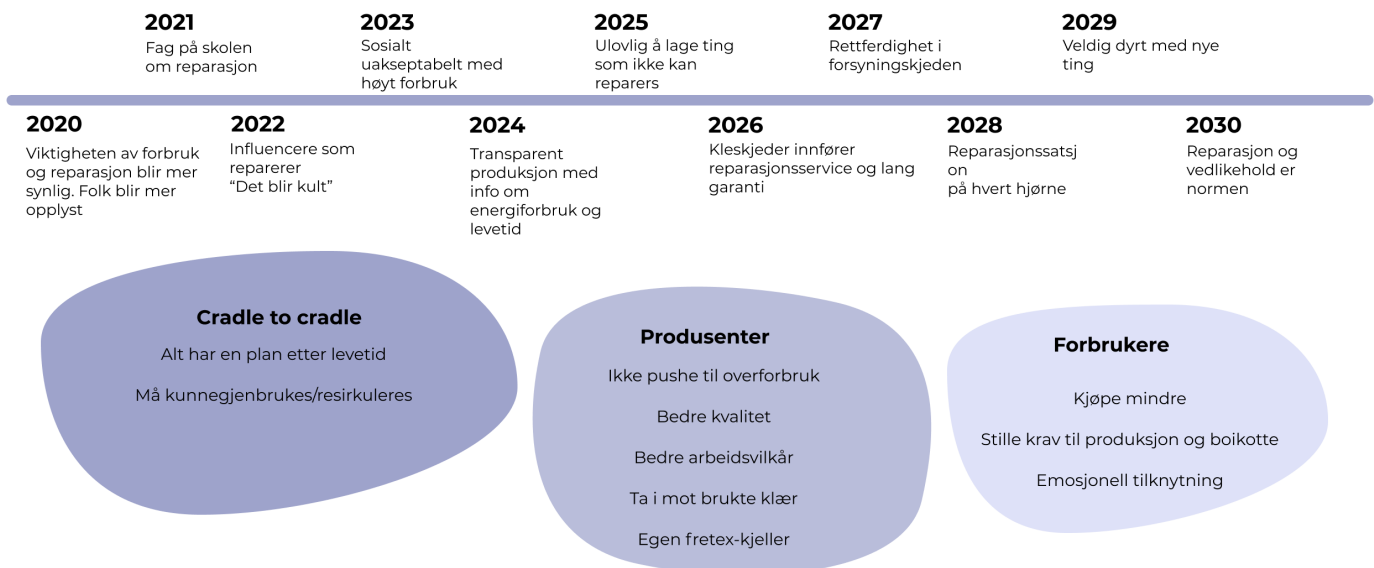 2021
Fag på skolen
om reparasjon
2023
Sosialt
uakseptabelt med
høyt forbruk
2025
Ulovlig å lage ting
som ikke kan
reparers
2027
Rettferdighet i
forsyningskjeden
2029
Veldig dyrt med nye
ting
2020
Viktigheten av forbruk
og reparasjon blir mer
synlig. Folk blir mer
opplyst
2022
Influencere som
reparerer
“Det blir kult”
2024
Transparent
produksjon med
info om
energiforbruk og
levetid
2026
Kleskjeder innfører
reparasjonsservice og lang
garanti
2028
Reparasjonssatsj
on
på hvert hjørne
2030
Reparasjon og
vedlikehold er
normen
Cradle to cradle
Alt har en plan etter levetid
Må kunnegjenbrukes/resirkuleres
Produsenter
Ikke pushe til overforbruk
Bedre kvalitet
Bedre arbeidsvilkår
Ta i mot brukte klær
Egen fretex-kjeller
Forbrukere
Kjøpe mindre
Stille krav til produksjon og boikotte
Emosjonell tilknytning